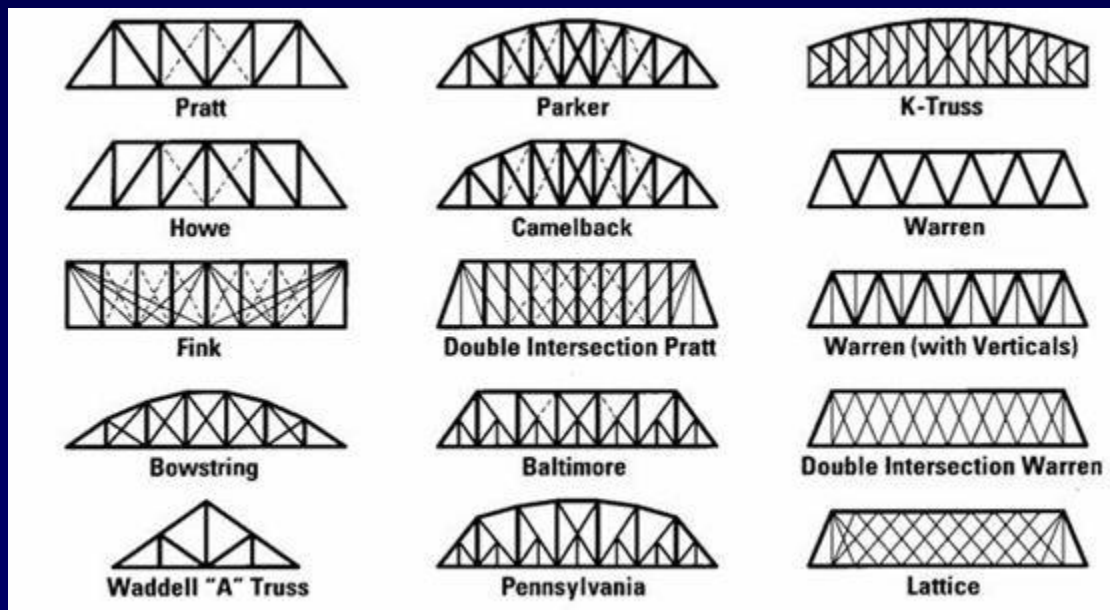 Pratt
Parker
K-Truss
Howe
Camelback
Warren
Fink
Double Intersection Pratt
Warren (with Verticals)
Bowstring
Baltimore
Double Intersection Warren
Waddell "A" Truss
Pennsylvania
Lattice